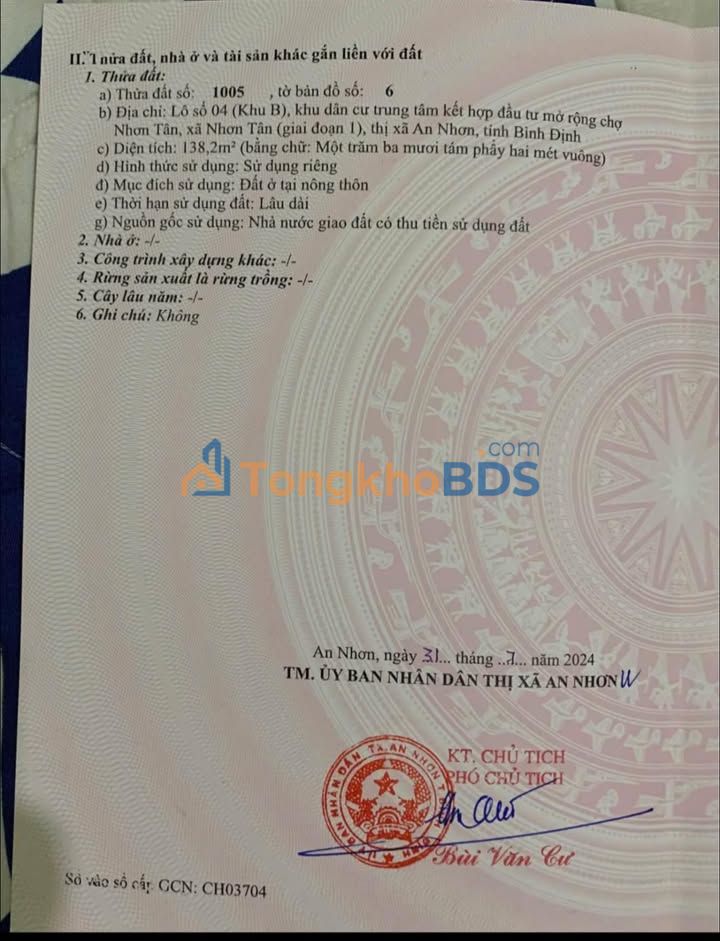 II. Thửa đất, nhà ở và tài sản khác gắn liền với đất
1. Thửa đất:
a) Thửa đất số: 1005 , tờ bản đồ số: 6
b) Địa chỉ: Lô số 04 (Khu B), khu dân cư trung tâm kết hợp đầu tư mở rộng chợ
Nhơn Tân, xã Nhơn Tân (giai đoạn 1), thị xã An Nhơn, tỉnh Bình Định
c) Diện tích: 138,2m² (bằng chữ: Một trăm ba mươi tám phẩy hai mét vuông)
d) Hình thức sử dụng: Sử dụng riêng
đ) Mục đích sử dụng: Đất ở tại nông thôn
e) Thời hạn sử dụng đất: Lâu dài
g) Nguồn gốc sử dụng: Nhà nước giao đất có thu tiền sử dụng đất
2. Nhà ở: -/-
3. Công trình xây dựng khác: -/-
4. Rừng sản xuất là rừng trồng: -/-
5. Cây lâu năm: -/-
6. Ghi chú: Không
TongkhoBDS.com
An Nhơn, ngày 31... tháng ..7.. năm 2024
TM. ỦY BAN NHÂN DÂN THỊ XÃ AN NHƠN
KT. CHỦ TỊCH
PHÓ CHỦ TỊCH
ỦY BAN NHÂN DÂN TX. AN NHƠN
Bùi Văn Cư
Số vào sổ cấp GCN: CH03704